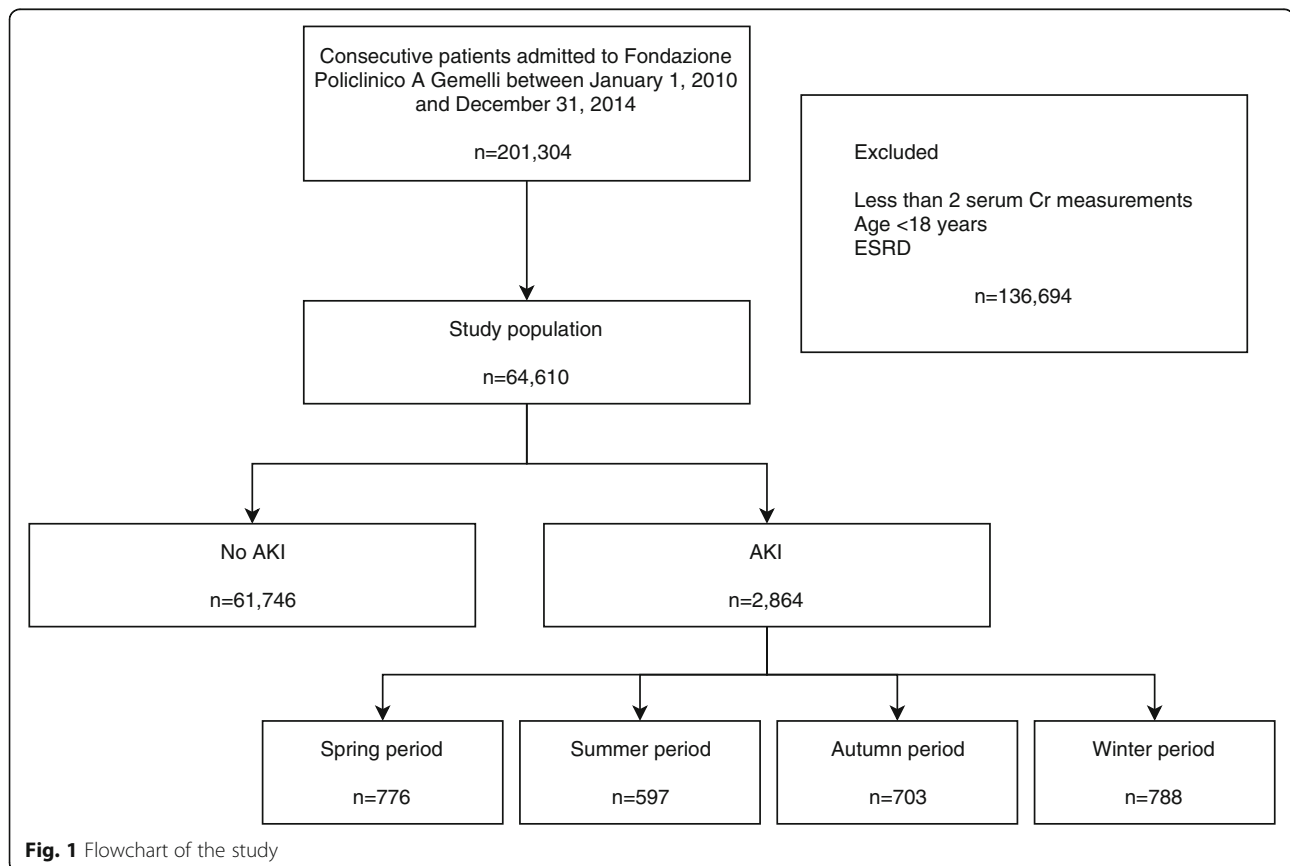 Consecutive patients admitted to Fondazione
Policlinico A Gemelli between January 1, 2010
and December 31, 2014
n=201,304
Excluded
Less than 2 serum Cr measurements
Age <18 years
ESRD
n=136,694
Study population
n=64,610
No AKI
n=61,746
AKI
n=2,864
Spring period
n=776
Summer period
n=597
Autumn period
n=703
Winter period
n=788
Fig. 1 Flowchart of the study